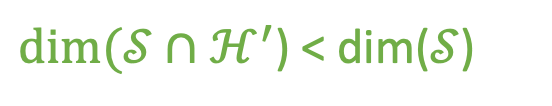 dim(𝒮 ∩ ℋ′) < dim(𝒮)